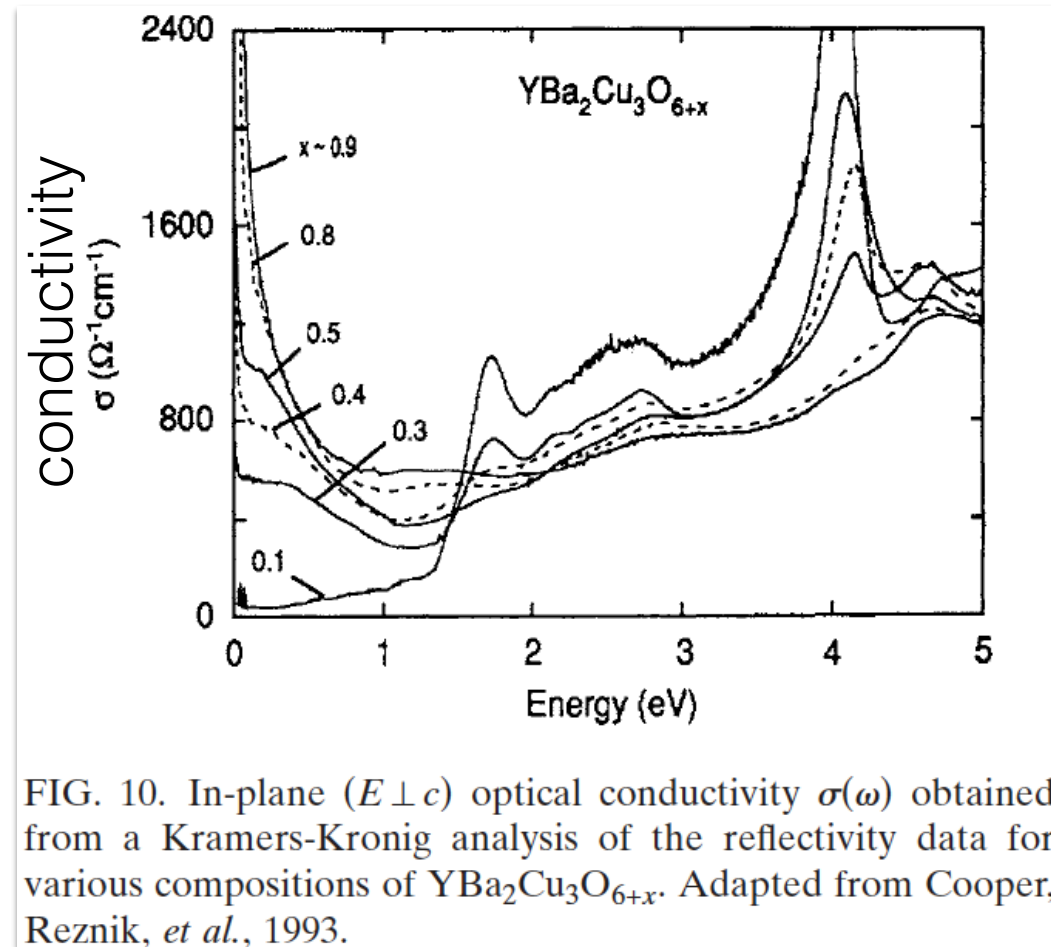 2400
YBa₂Cu₃O₆₊ₓ
x ~ 0.9
1600
0.8
conductivity
σ (Ω⁻¹cm⁻¹)
0.5
0.4
800
0.3
0.1
0
0 1 2 3 4 5
Energy (eV)
FIG. 10. In-plane (E ⊥ c) optical conductivity σ(ω) obtained
from a Kramers-Kronig analysis of the reflectivity data for
various compositions of YBa₂Cu₃O₆₊ₓ. Adapted from Cooper,
Reznik, et al., 1993.